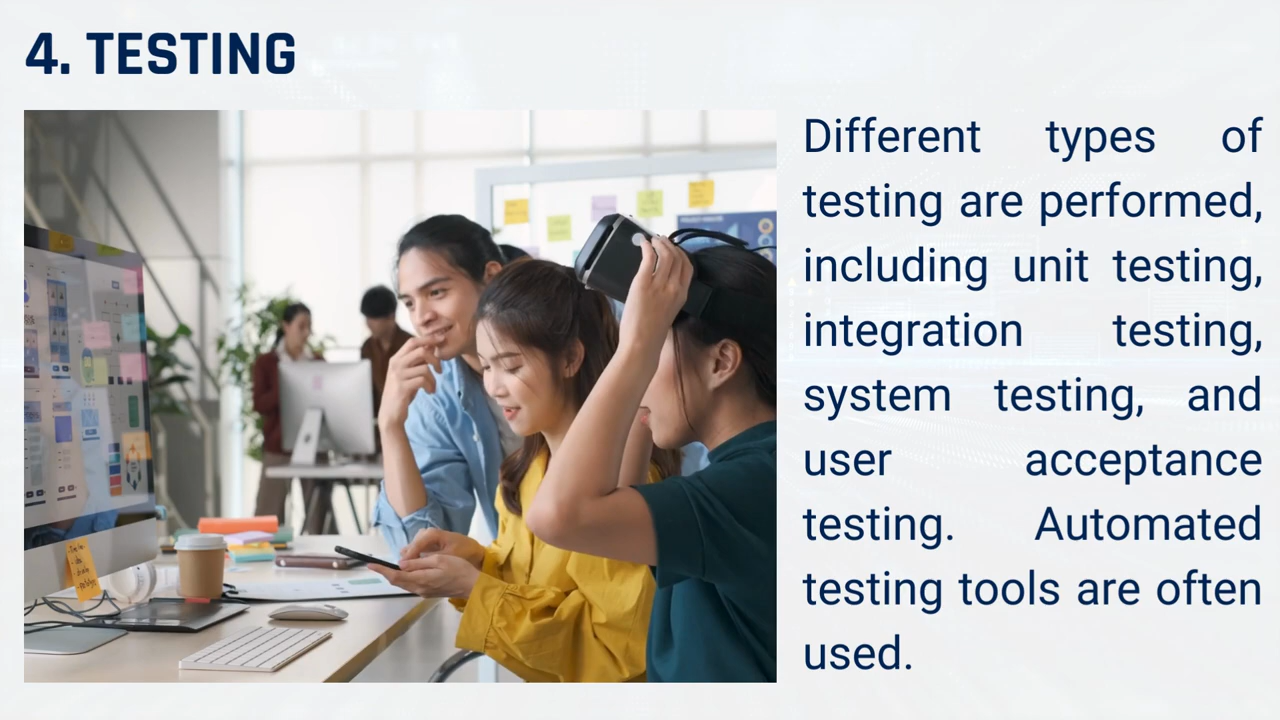 4. TESTING
Different types of
testing are performed,
including unit testing,
integration testing,
system testing, and
user acceptance
testing. Automated
testing tools are often
used.